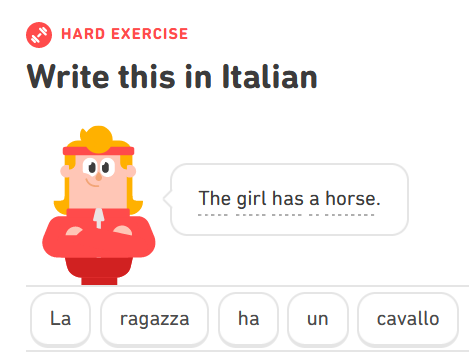 HARD EXERCISE
Write this in Italian
The girl has a horse.
La ragazza ha un cavallo